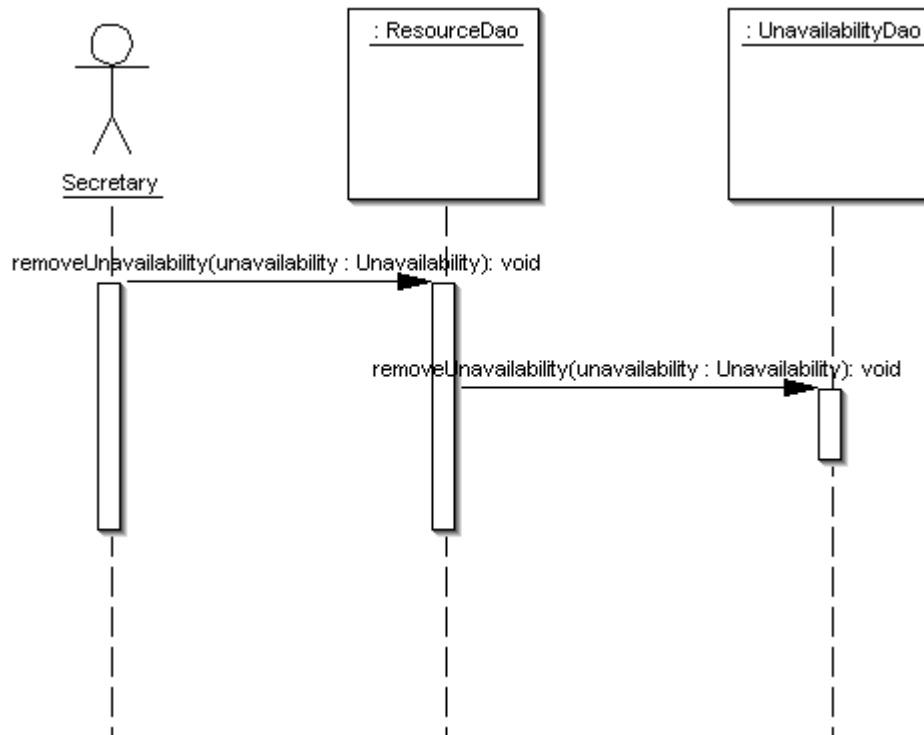 : ResourceDao
: UnavailabilityDao
Secretary
removeUnavailability(unavailability : Unavailability): void
removeUnavailability(unavailability : Unavailability): void